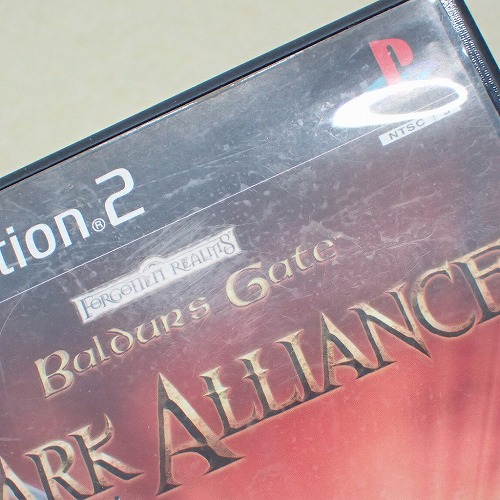 tion®2
NTSC
FORGOTTEN REALMS
BALDUR'S GATE
ARK ALLIANCE